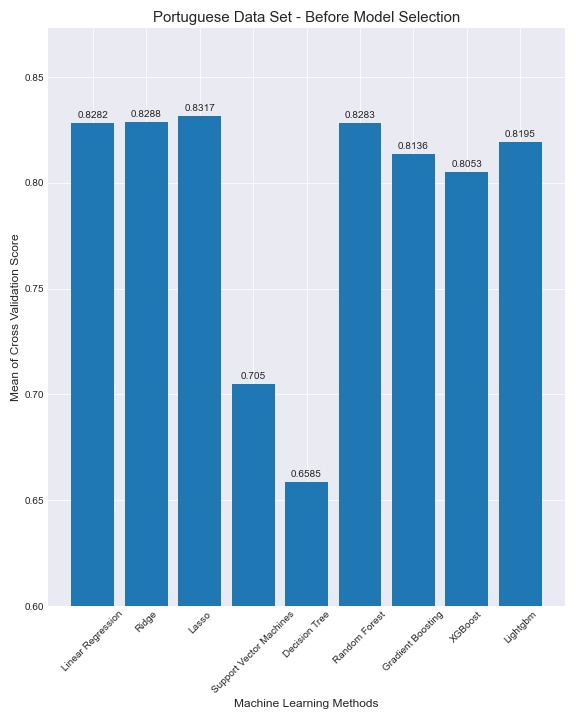 Portuguese Data Set - Before Model Selection
Mean of Cross Validation Score
0.85
0.80
0.75
0.70
0.65
0.60
0.8282
0.8288
0.8317
0.705
0.6585
0.8283
0.8136
0.8053
0.8195
Linear Regression
Ridge
Lasso
Support Vector Machines
Decision Tree
Random Forest
Gradient Boosting
XGBoost
Lightgbm
Machine Learning Methods